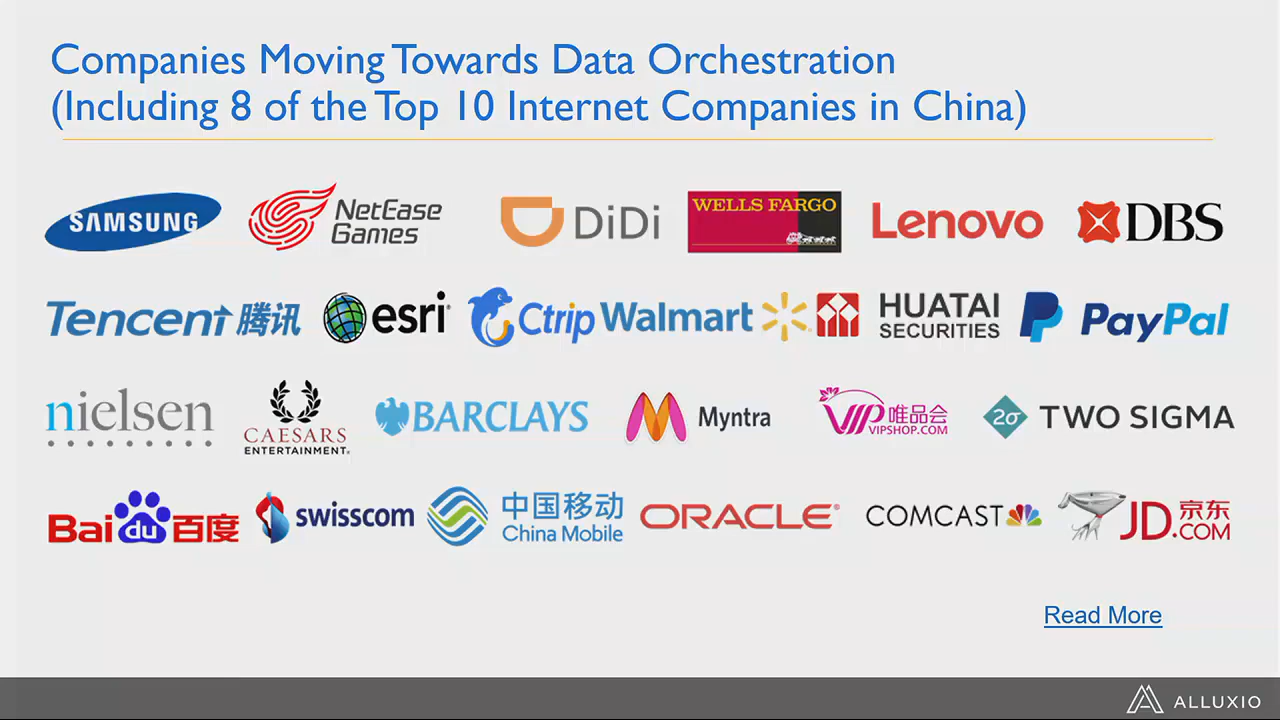 Companies Moving Towards Data Orchestration
(Including 8 of the Top 10 Internet Companies in China)
SAMSUNG
NetEase
Games
DiDi
WELLS FARGO
Lenovo
DBS
Tencent 腾讯
esri
Ctrip
Walmart
HUATAI
SECURITIES
PayPal
nielsen
CAESARS
ENTERTAINMENT
BARCLAYS
Myntra
VIP 唯品会
VIPSHOP.COM
2σ TWO SIGMA
Bai du 百度
swisscom
中国移动
China Mobile
ORACLE
COMCAST
JD 京东
.COM
Read More
ALLUXIO